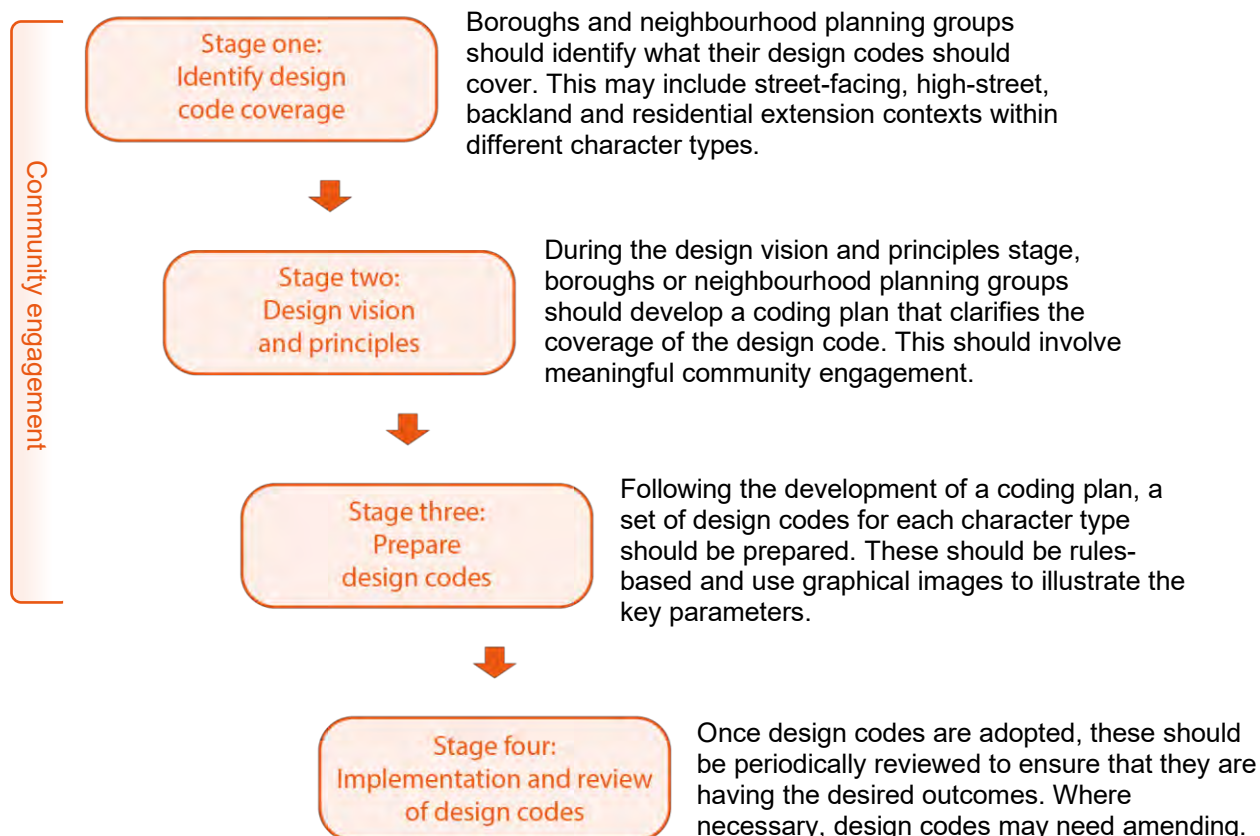 Community engagement
Stage one:
Identify design
code coverage
Boroughs and neighbourhood planning groups
should identify what their design codes should
cover. This may include street-facing, high-street,
backland and residential extension contexts within
different character types.
Stage two:
Design vision
and principles
During the design vision and principles stage,
boroughs or neighbourhood planning groups
should develop a coding plan that clarifies the
coverage of the design code. This should involve
meaningful community engagement.
Stage three:
Prepare
design codes
Following the development of a coding plan, a
set of design codes for each character type
should be prepared. These should be rules-
based and use graphical images to illustrate the
key parameters.
Stage four:
Implementation and review
of design codes
Once design codes are adopted, these should
be periodically reviewed to ensure that they are
having the desired outcomes. Where
necessary, design codes may need amending.